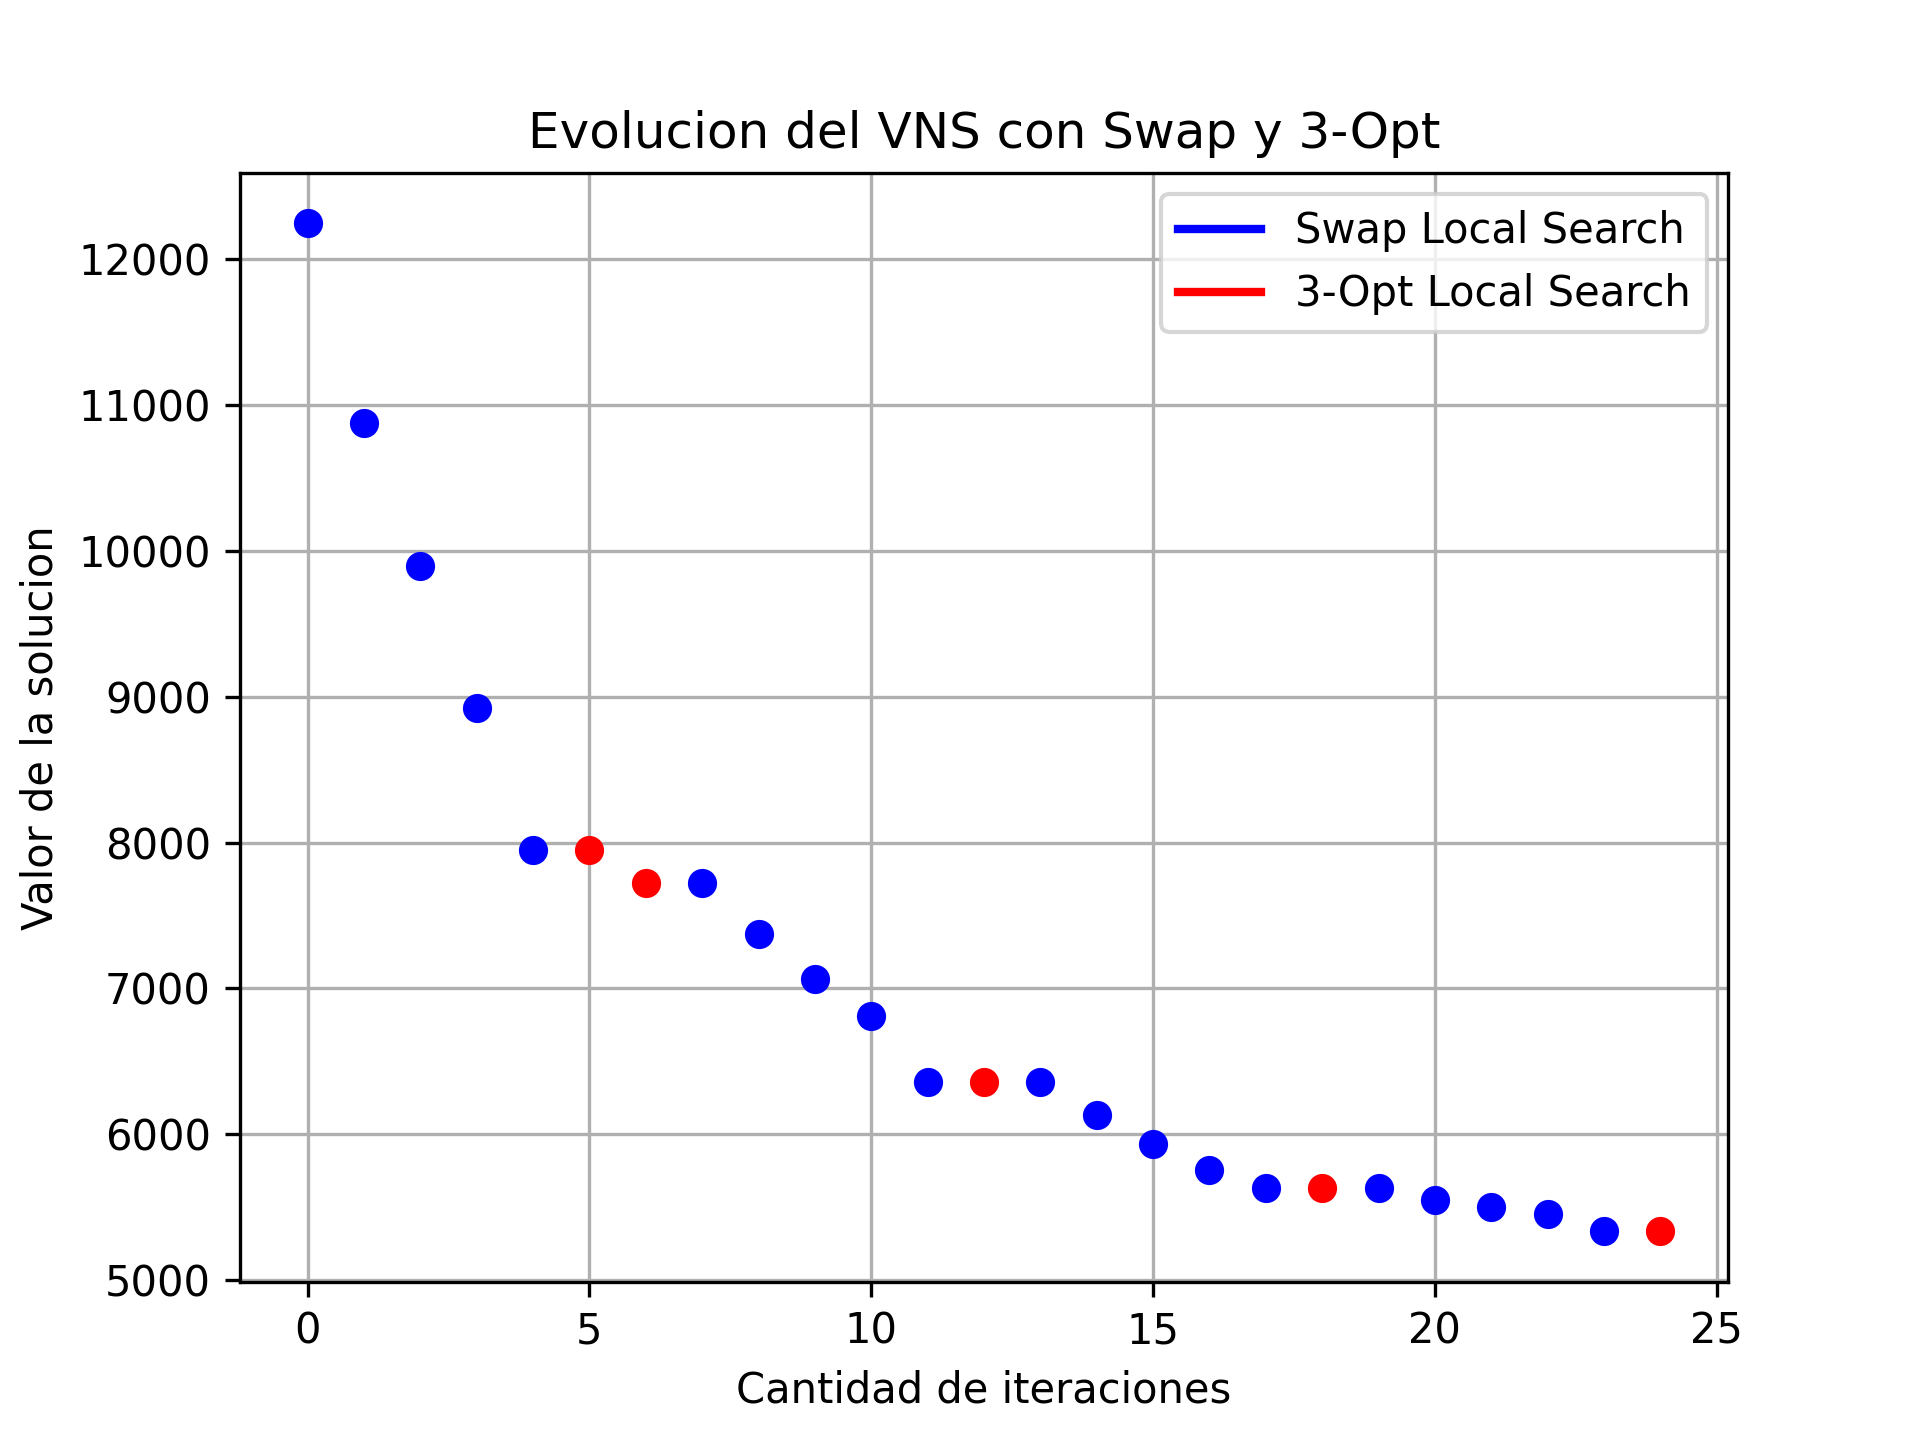 Evolucion del VNS con Swap y 3-Opt
Swap Local Search
3-Opt Local Search
Valor de la solucion
12000
11000
10000
9000
8000
7000
6000
5000
0 5 10 15 20 25
Cantidad de iteraciones